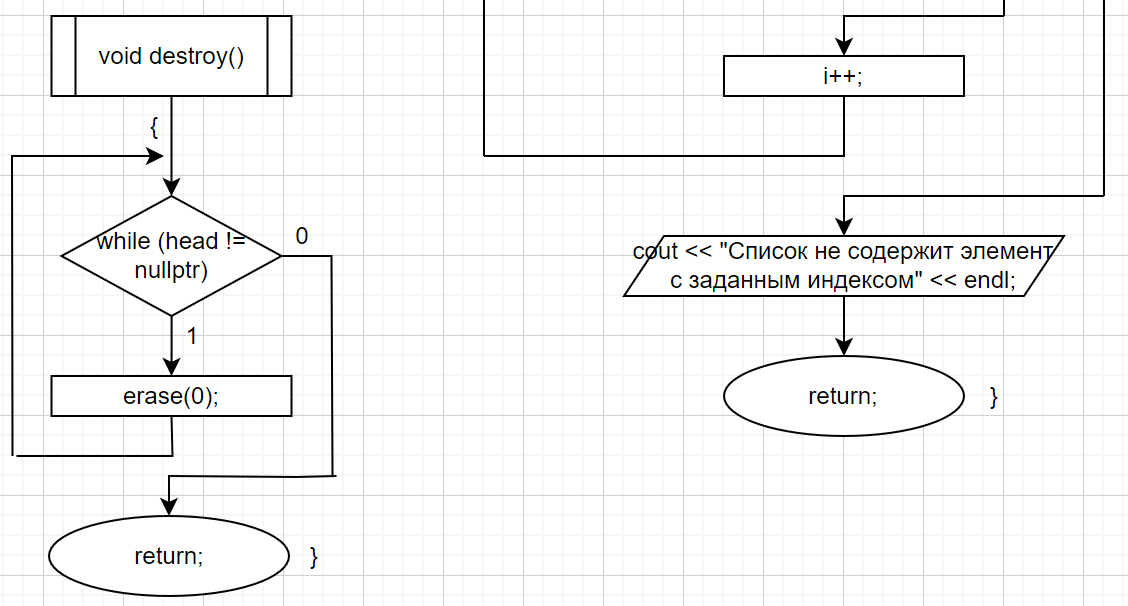 void destroy()
{
while (head !=
nullptr)
0
1
erase(0);
return;
}
i++;
cout << "Список не содержит элемент
с заданным индексом" << endl;
return;
}